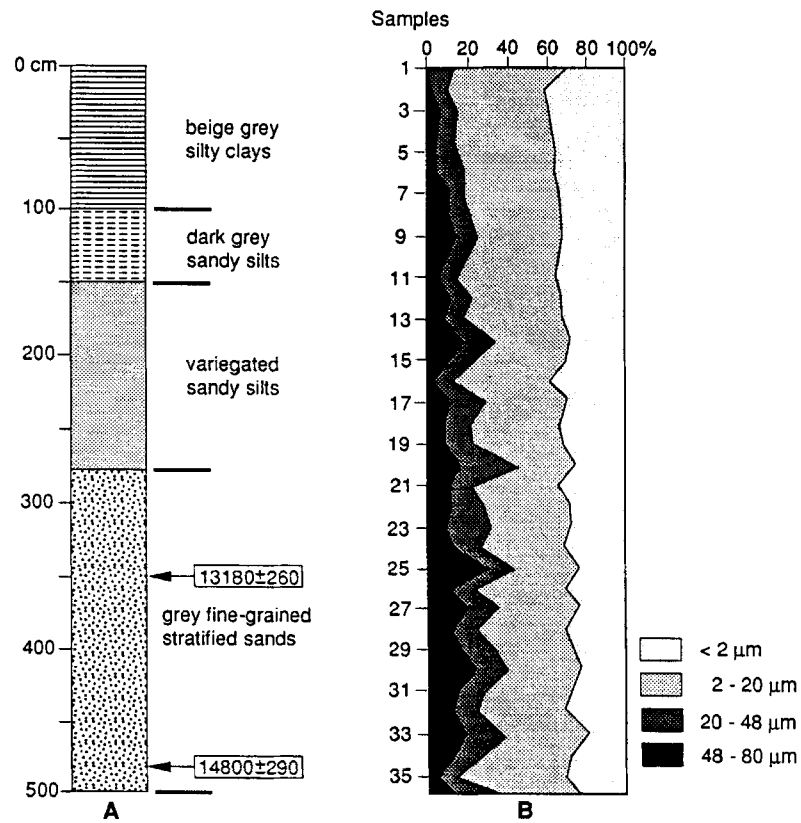 Samples
0 20 40 60 80 100%
0 cm
100
200
300
400
500
beige grey
silty clays
dark grey
sandy silts
variegated
sandy silts
13180±260
grey fine-grained
stratified sands
14800±290
A
1
3
5
7
9
11
13
15
17
19
21
23
25
27
29
31
33
35
B
< 2 μm
2 - 20 μm
20 - 48 μm
48 - 80 μm